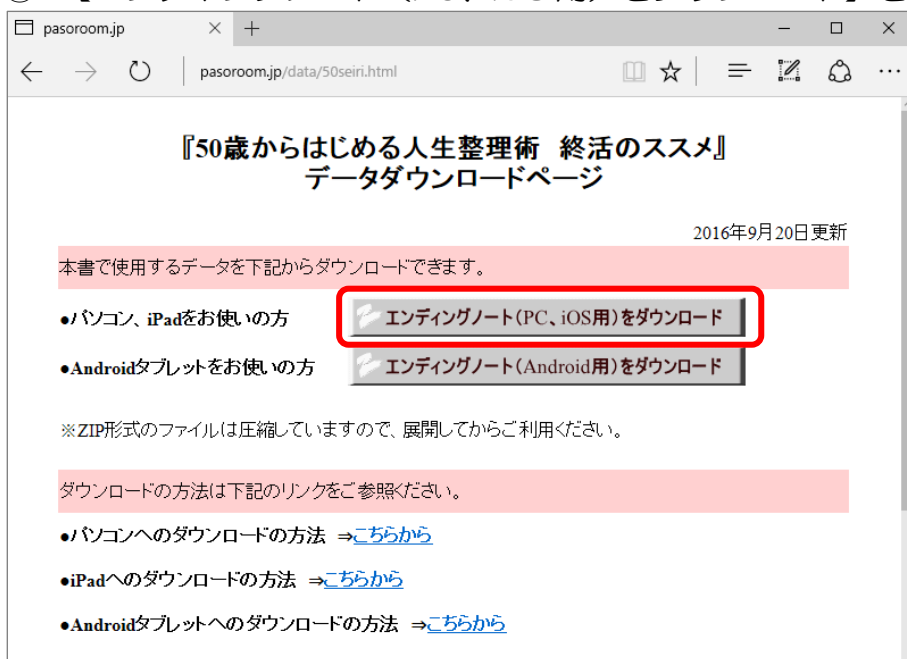 pasoroom.jp
pasoroom.jp/data/50seiri.html
『50歳からはじめる人生整理術 終活のススメ』
データダウンロードページ
2016年9月20日更新
本書で使用するデータを下記からダウンロードできます。
●パソコン、iPadをお使いの方 エンディングノート(PC、iOS用)をダウンロード
●Androidタブレットをお使いの方 エンディングノート(Android用)をダウンロード
※ZIP形式のファイルは圧縮していますので、展開してからご利用ください。
ダウンロードの方法は下記のリンクをご参照ください。
●パソコンへのダウンロードの方法 ⇒こちらから
●iPadへのダウンロードの方法 ⇒こちらから
●Androidタブレットへのダウンロードの方法 ⇒こちらから